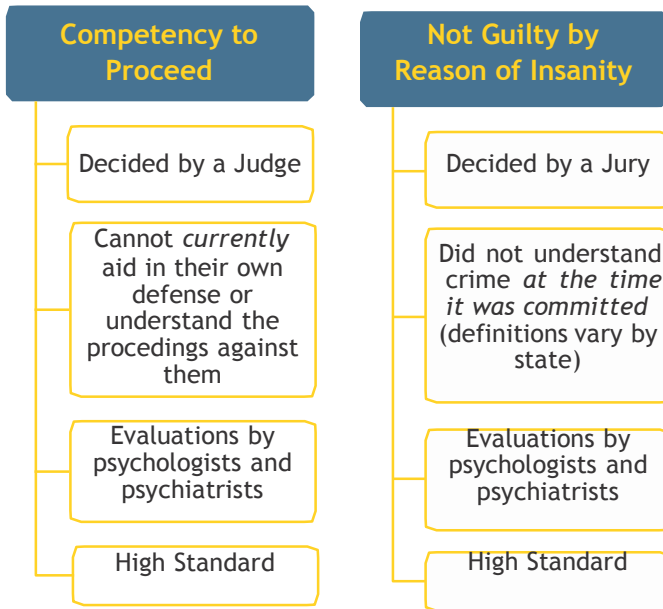 Competency to
Proceed
Decided by a Judge
Cannot currently
aid in their own
defense or
understand the
procedings against
them
Evaluations by
psychologists and
psychiatrists
High Standard
Not Guilty by
Reason of Insanity
Decided by a Jury
Did not understand
crime at the time
it was committed
(definitions vary by
state)
Evaluations by
psychologists and
psychiatrists
High Standard